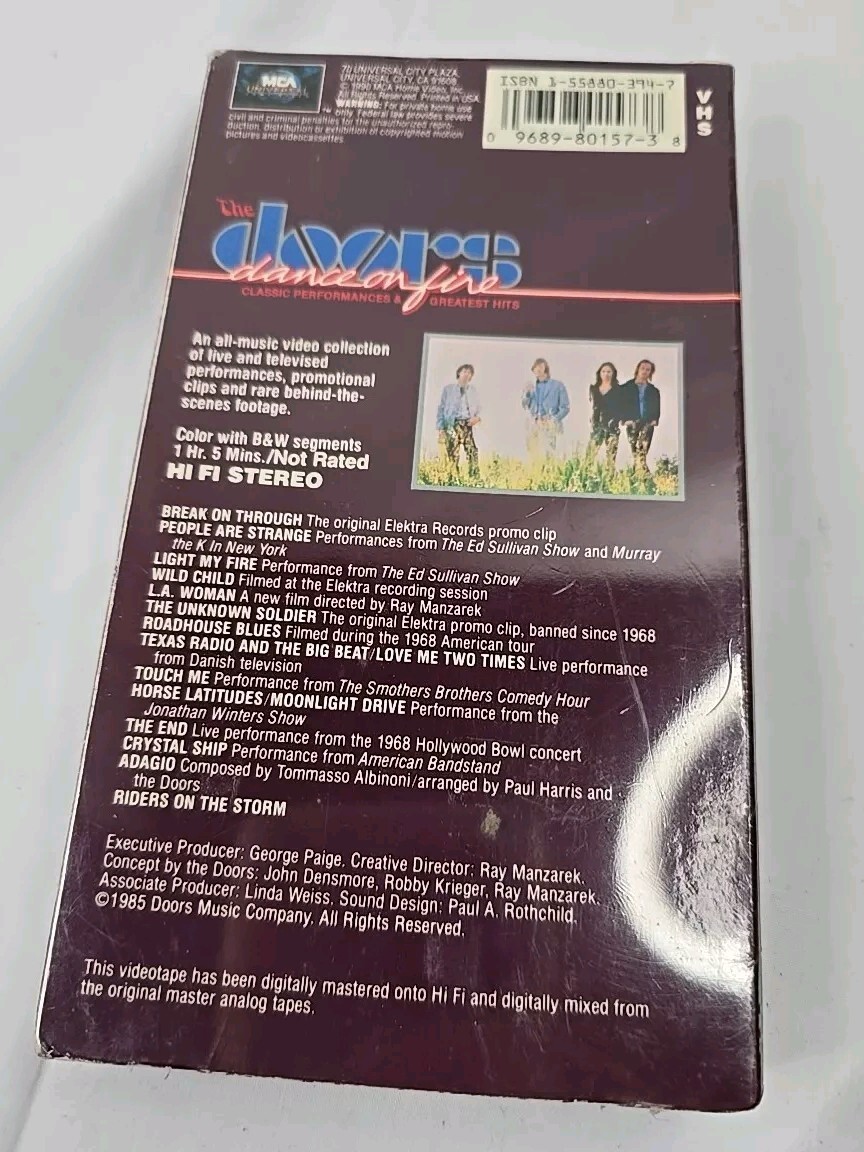 MCA
UNIVERSAL
70 UNIVERSAL CITY PLAZA,
UNIVERSAL CITY, CA 91608
© 1990 MCA Home Video, Inc.
All Rights Reserved. Printed in USA.
WARNING: For private home use
only. Federal law provides severe
civil and criminal penalties for the unauthorized repro-
duction, distribution or exhibition of copyrighted motion
pictures and videocassettes.
ISBN 1-55880-394-7
0 9689-80157-3 8
VHS
The
doors
dance on fire
CLASSIC PERFORMANCES & GREATEST HITS
An all-music video collection
of live and televised
performances, promotional
clips and rare behind-the-
scenes footage.
Color with B&W segments
1 Hr. 5 Mins./Not Rated
HI FI STEREO
BREAK ON THROUGH The original Elektra Records promo clip
PEOPLE ARE STRANGE Performances from The Ed Sullivan Show and Murray
the K In New York
LIGHT MY FIRE Performance from The Ed Sullivan Show
WILD CHILD Filmed at the Elektra recording session
L.A. WOMAN A new film directed by Ray Manzarek
THE UNKNOWN SOLDIER The original Elektra promo clip, banned since 1968
ROADHOUSE BLUES Filmed during the 1968 American tour
TEXAS RADIO AND THE BIG BEAT/LOVE ME TWO TIMES Live performance
from Danish television
TOUCH ME Performance from The Smothers Brothers Comedy Hour
HORSE LATITUDES/MOONLIGHT DRIVE Performance from the
Jonathan Winters Show
THE END Live performance from the 1968 Hollywood Bowl concert
CRYSTAL SHIP Performance from American Bandstand
ADAGIO Composed by Tommasso Albinoni/arranged by Paul Harris and
the Doors
RIDERS ON THE STORM
Executive Producer: George Paige. Creative Director: Ray Manzarek.
Concept by the Doors: John Densmore, Robby Krieger, Ray Manzarek.
Associate Producer: Linda Weiss. Sound Design: Paul A. Rothchild.
©1985 Doors Music Company, All Rights Reserved.
This videotape has been digitally mastered onto Hi Fi and digitally mixed from
the original master analog tapes.